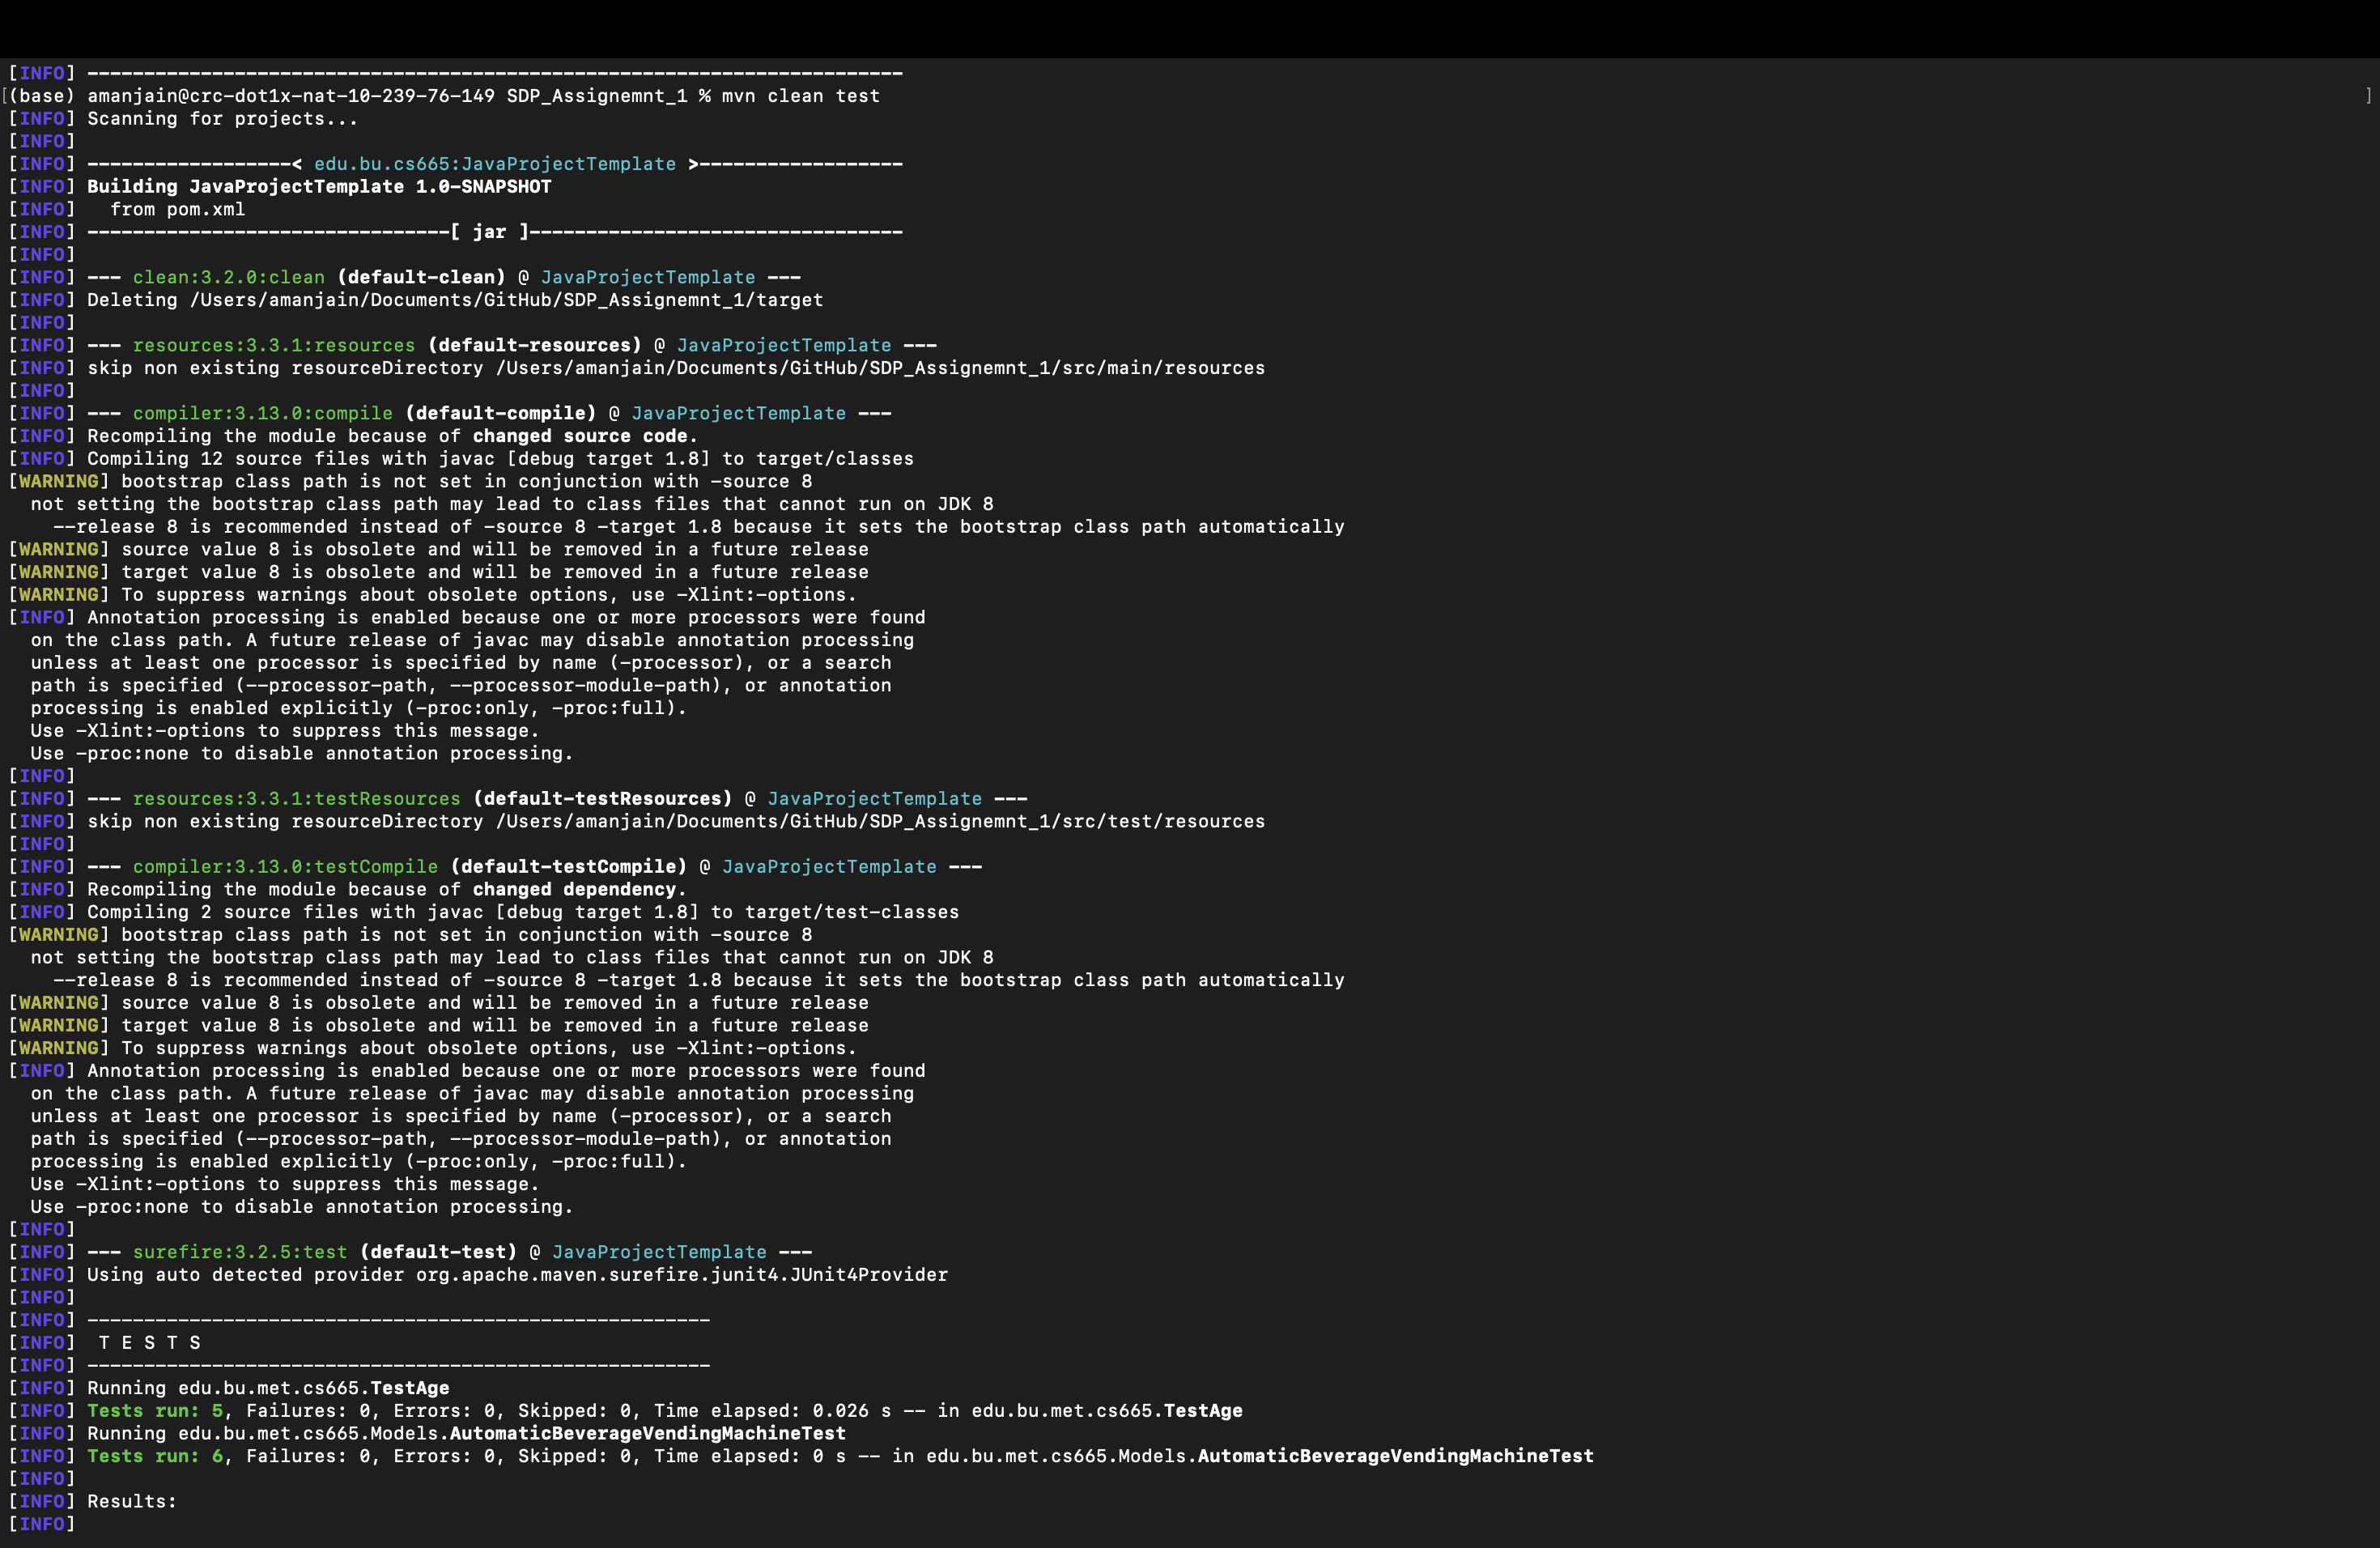 [INFO] ------------------------------------------------------------------------
[(base) amanjain@crc-dot1x-nat-10-239-76-149 SDP_Assignemnt_1 % mvn clean test ]
[INFO] Scanning for projects...
[INFO]
[INFO] ------------------< edu.bu.cs665:JavaProjectTemplate >------------------
[INFO] Building JavaProjectTemplate 1.0-SNAPSHOT
[INFO]   from pom.xml
[INFO] --------------------------------[ jar ]---------------------------------
[INFO]
[INFO] --- clean:3.2.0:clean (default-clean) @ JavaProjectTemplate ---
[INFO] Deleting /Users/amanjain/Documents/GitHub/SDP_Assignemnt_1/target
[INFO]
[INFO] --- resources:3.3.1:resources (default-resources) @ JavaProjectTemplate ---
[INFO] skip non existing resourceDirectory /Users/amanjain/Documents/GitHub/SDP_Assignemnt_1/src/main/resources
[INFO]
[INFO] --- compiler:3.13.0:compile (default-compile) @ JavaProjectTemplate ---
[INFO] Recompiling the module because of changed source code.
[INFO] Compiling 12 source files with javac [debug target 1.8] to target/classes
[WARNING] bootstrap class path is not set in conjunction with -source 8
  not setting the bootstrap class path may lead to class files that cannot run on JDK 8
    --release 8 is recommended instead of -source 8 -target 1.8 because it sets the bootstrap class path automatically
[WARNING] source value 8 is obsolete and will be removed in a future release
[WARNING] target value 8 is obsolete and will be removed in a future release
[WARNING] To suppress warnings about obsolete options, use -Xlint:-options.
[INFO] Annotation processing is enabled because one or more processors were found
  on the class path. A future release of javac may disable annotation processing
  unless at least one processor is specified by name (-processor), or a search
  path is specified (--processor-path, --processor-module-path), or annotation
  processing is enabled explicitly (-proc:only, -proc:full).
  Use -Xlint:-options to suppress this message.
  Use -proc:none to disable annotation processing.
[INFO]
[INFO] --- resources:3.3.1:testResources (default-testResources) @ JavaProjectTemplate ---
[INFO] skip non existing resourceDirectory /Users/amanjain/Documents/GitHub/SDP_Assignemnt_1/src/test/resources
[INFO]
[INFO] --- compiler:3.13.0:testCompile (default-testCompile) @ JavaProjectTemplate ---
[INFO] Recompiling the module because of changed dependency.
[INFO] Compiling 2 source files with javac [debug target 1.8] to target/test-classes
[WARNING] bootstrap class path is not set in conjunction with -source 8
  not setting the bootstrap class path may lead to class files that cannot run on JDK 8
    --release 8 is recommended instead of -source 8 -target 1.8 because it sets the bootstrap class path automatically
[WARNING] source value 8 is obsolete and will be removed in a future release
[WARNING] target value 8 is obsolete and will be removed in a future release
[WARNING] To suppress warnings about obsolete options, use -Xlint:-options.
[INFO] Annotation processing is enabled because one or more processors were found
  on the class path. A future release of javac may disable annotation processing
  unless at least one processor is specified by name (-processor), or a search
  path is specified (--processor-path, --processor-module-path), or annotation
  processing is enabled explicitly (-proc:only, -proc:full).
  Use -Xlint:-options to suppress this message.
  Use -proc:none to disable annotation processing.
[INFO]
[INFO] --- surefire:3.2.5:test (default-test) @ JavaProjectTemplate ---
[INFO] Using auto detected provider org.apache.maven.surefire.junit4.JUnit4Provider
[INFO]
[INFO] -------------------------------------------------------
[INFO]  T E S T S
[INFO] -------------------------------------------------------
[INFO] Running edu.bu.met.cs665.TestAge
[INFO] Tests run: 5, Failures: 0, Errors: 0, Skipped: 0, Time elapsed: 0.026 s -- in edu.bu.met.cs665.TestAge
[INFO] Running edu.bu.met.cs665.Models.AutomaticBeverageVendingMachineTest
[INFO] Tests run: 6, Failures: 0, Errors: 0, Skipped: 0, Time elapsed: 0 s -- in edu.bu.met.cs665.Models.AutomaticBeverageVendingMachineTest
[INFO]
[INFO] Results:
[INFO]